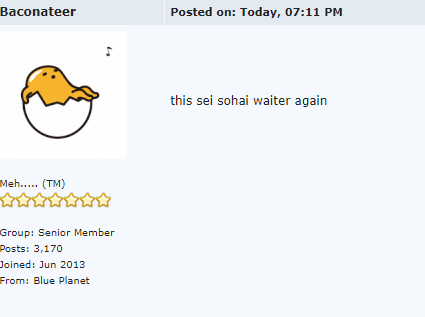 Baconateer
Posted on: Today, 07:11 PM
this sei sohai waiter again
Meh..... (TM)
Group: Senior Member
Posts: 3,170
Joined: Jun 2013
From: Blue Planet